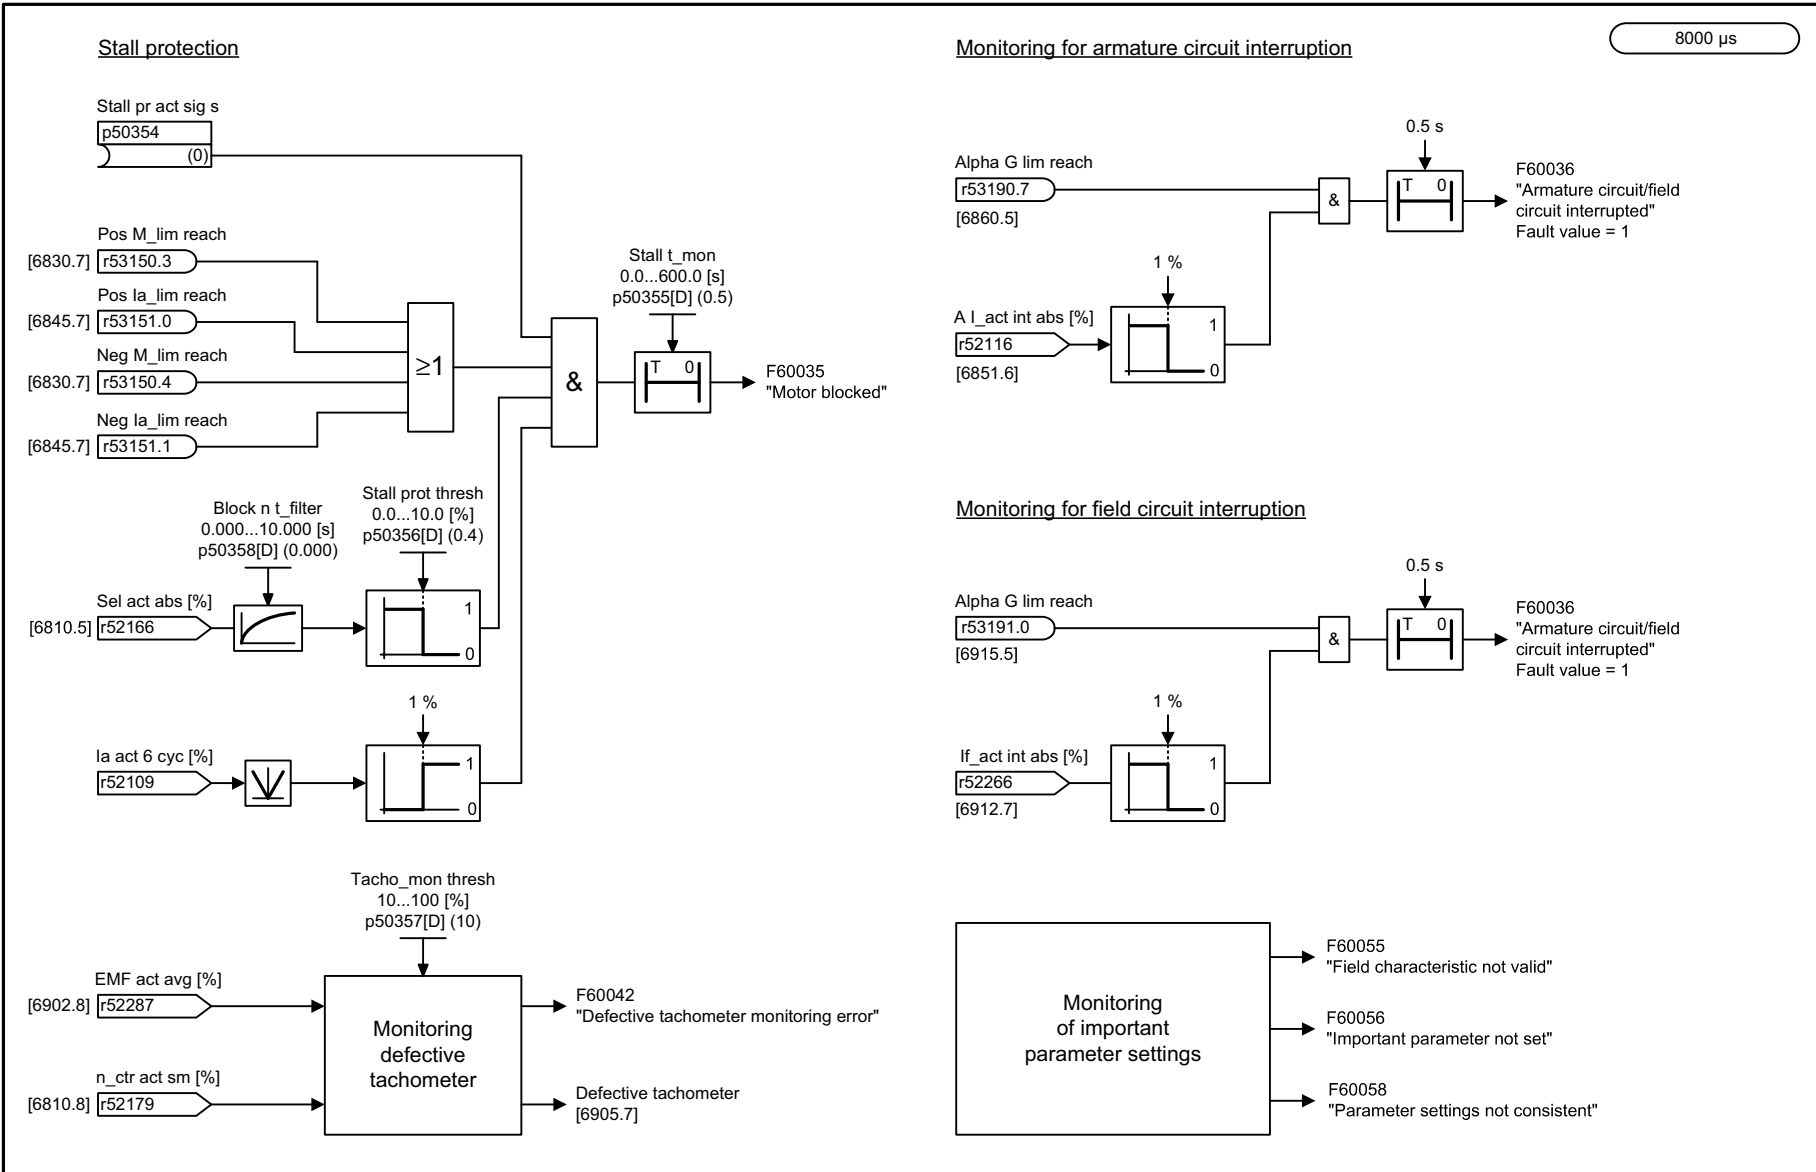 Stall protection
Stall pr act sig s
p50354
(0)
Pos M_lim reach
[6830.7] r53150.3
Pos Ia_lim reach
[6845.7] r53151.0
Neg M_lim reach
[6830.7] r53150.4
Neg Ia_lim reach
[6845.7] r53151.1
≥1
&
Stall t_mon
0.0...600.0 [s]
p50355[D] (0.5)
T 0
F60035
"Motor blocked"
Block n t_filter
0.000...10.000 [s]
p50358[D] (0.000)
Stall prot thresh
0.0...10.0 [%]
p50356[D] (0.4)
Sel act abs [%]
[6810.5] r52166
1
0
1 %
Ia act 6 cyc [%]
r52109
1
0
Tacho_mon thresh
10...100 [%]
p50357[D] (10)
EMF act avg [%]
[6902.8] r52287
n_ctr act sm [%]
[6810.8] r52179
Monitoring
defective
tachometer
F60042
"Defective tachometer monitoring error"
Defective tachometer
[6905.7]
Monitoring for armature circuit interruption
8000 µs
Alpha G lim reach
r53190.7
[6860.5]
1 %
A I_act int abs [%]
r52116
[6851.6]
1
0
&
0.5 s
T 0
F60036
"Armature circuit/field
circuit interrupted"
Fault value = 1
Monitoring for field circuit interruption
Alpha G lim reach
r53191.0
[6915.5]
1 %
If_act int abs [%]
r52266
[6912.7]
1
0
&
0.5 s
T 0
F60036
"Armature circuit/field
circuit interrupted"
Fault value = 1
Monitoring
of important
parameter settings
F60055
"Field characteristic not valid"
F60056
"Important parameter not set"
F60058
"Parameter settings not consistent"